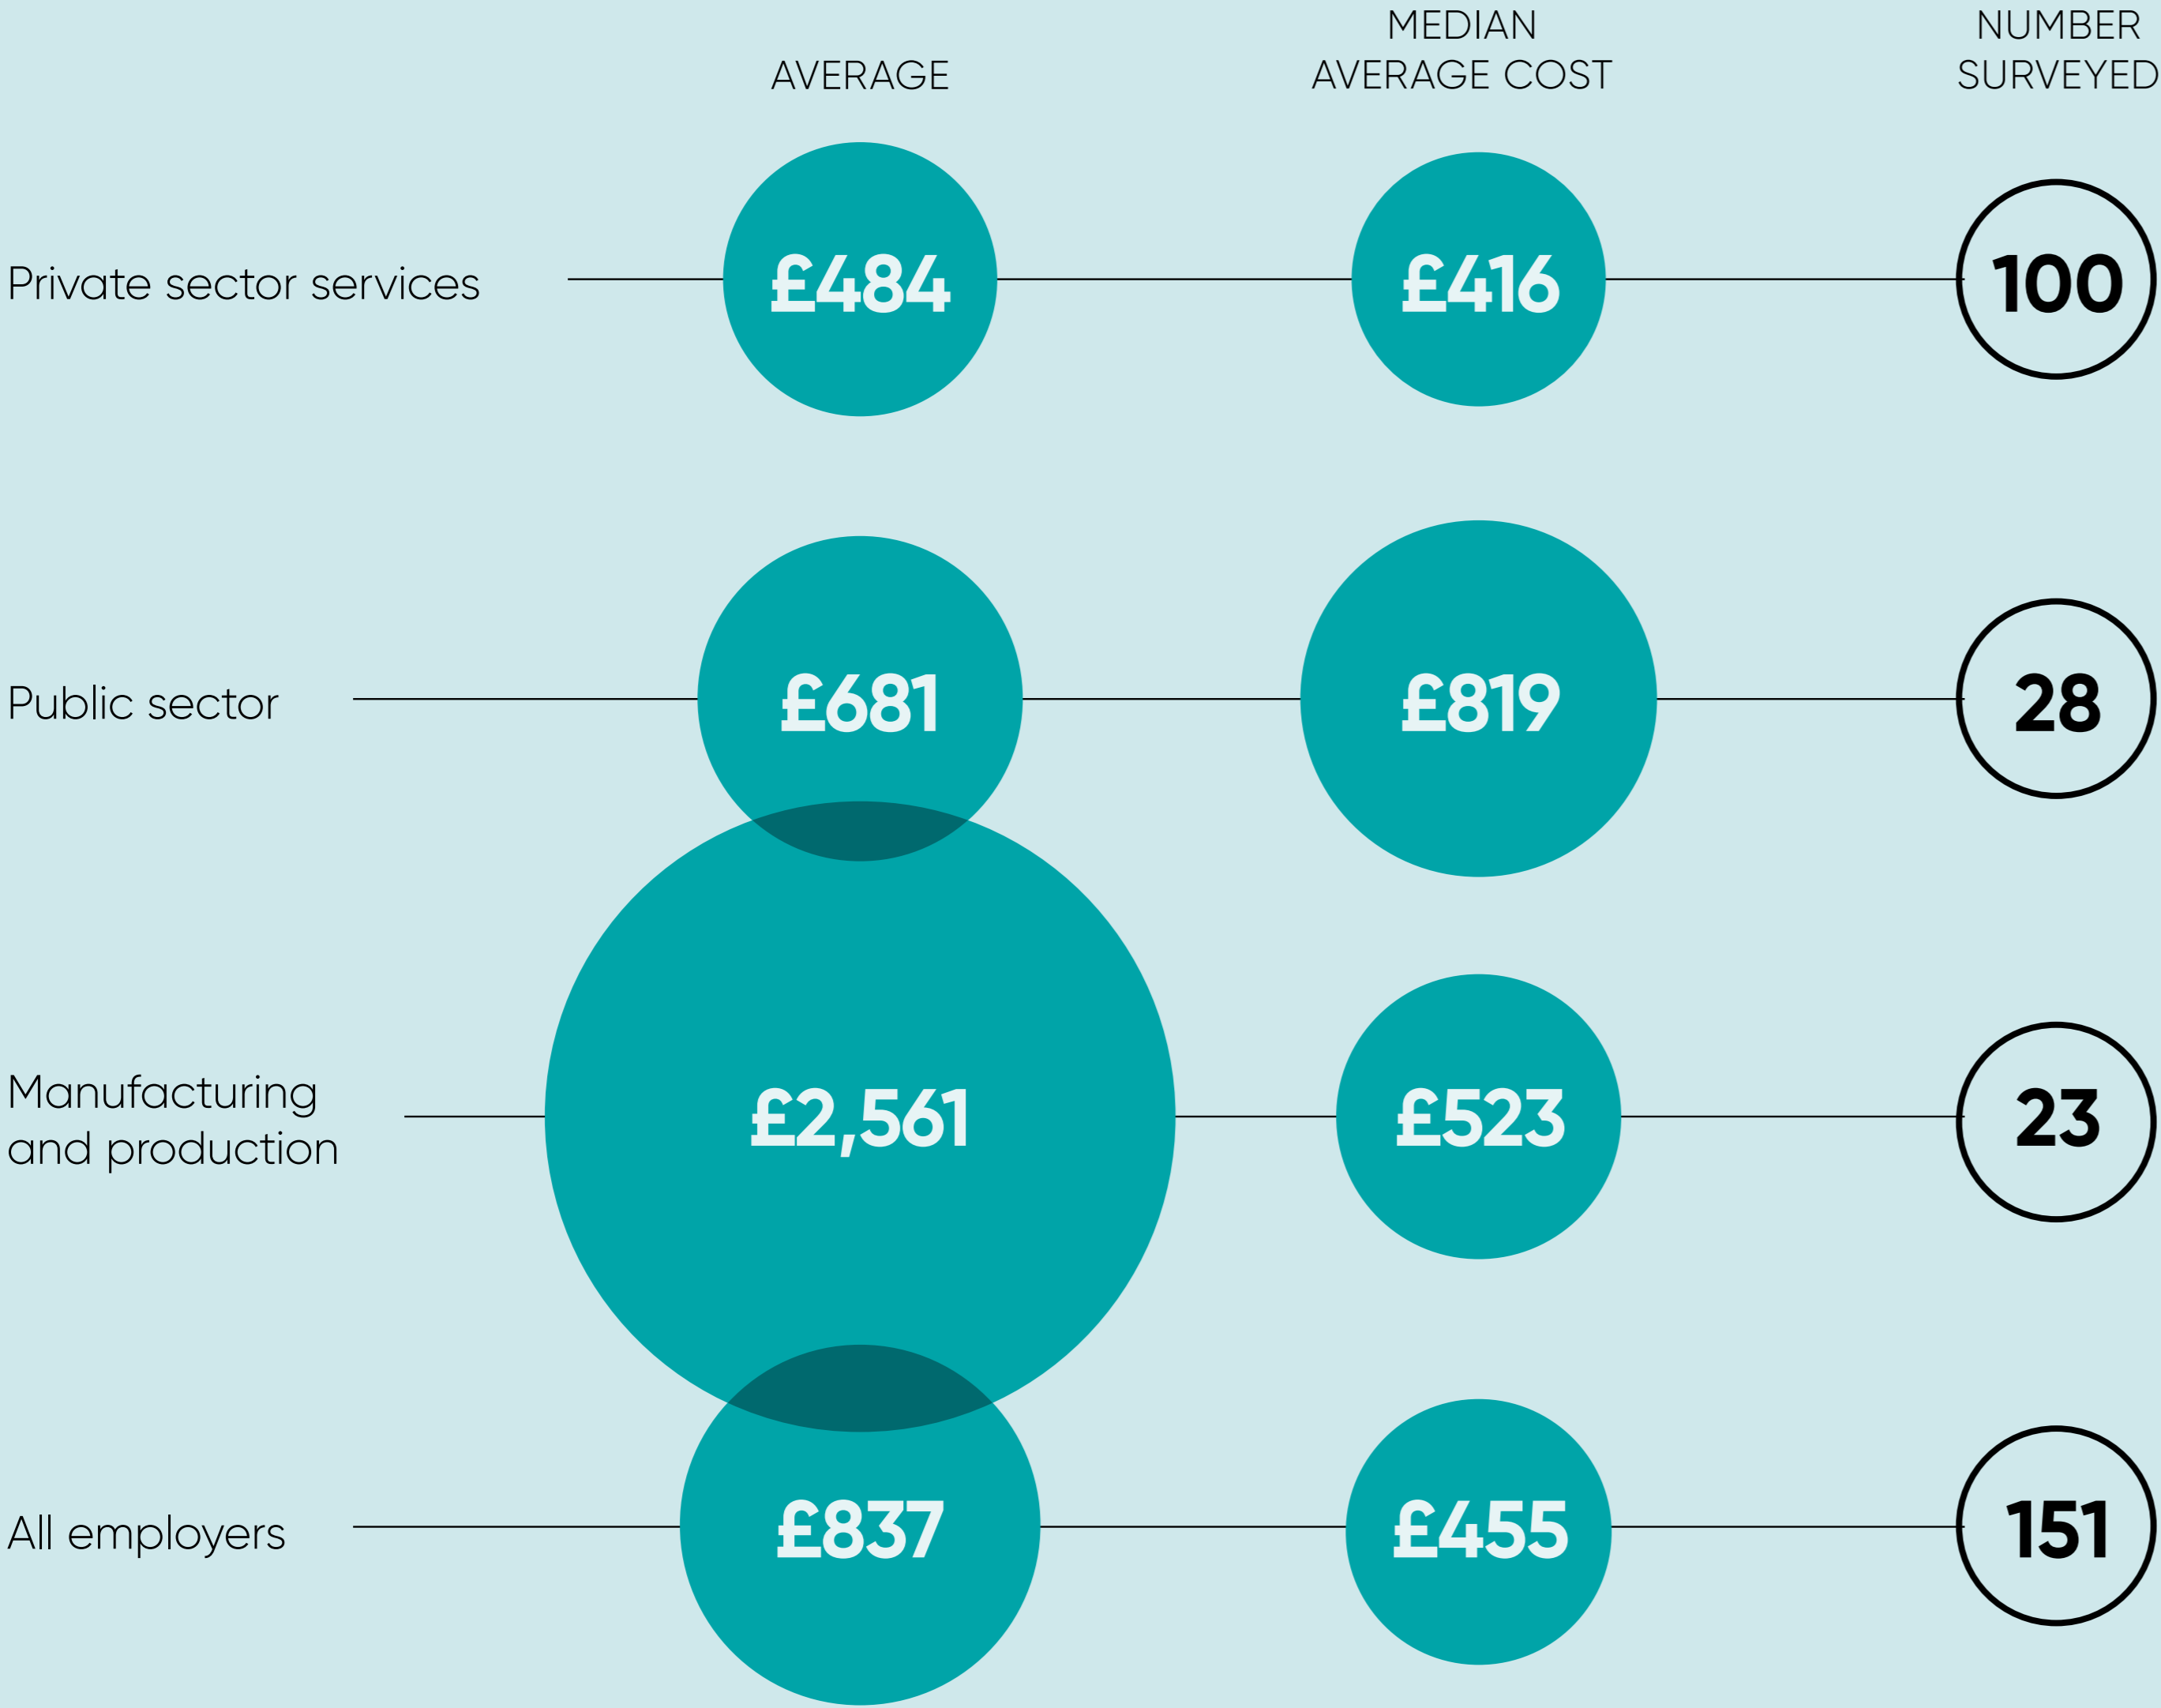 MEDIAN
NUMBER
AVERAGE
AVERAGE COST
SURVEYED
Private sector services
£484
£416
100
Public sector
£681
£819
28
Manufacturing
and production
£2,561
£523
23
All employers
£837
£455
151